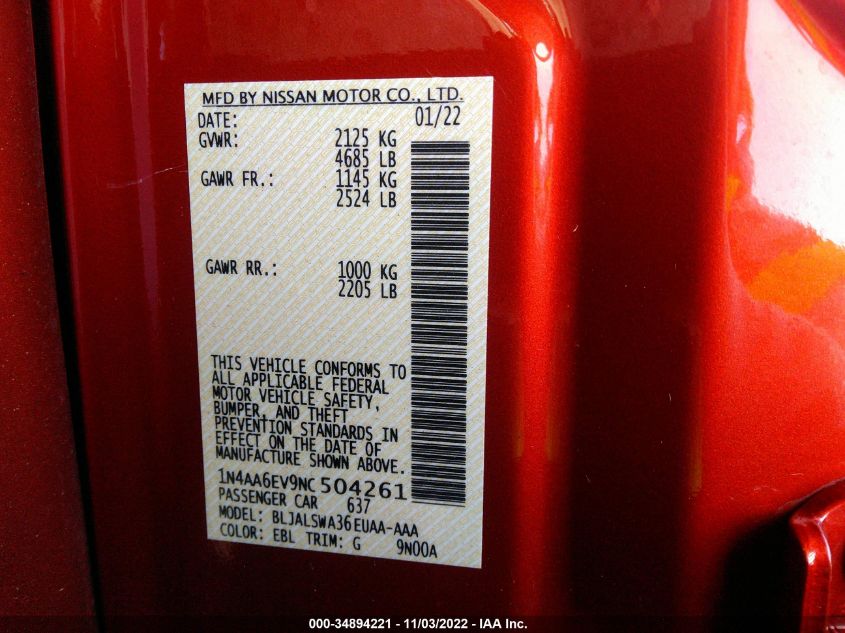 MFD BY NISSAN MOTOR CO., LTD.
DATE: 01/22
GVWR: 2125 KG
4685 LB
GAWR FR.: 1145 KG
2524 LB
GAWR RR.: 1000 KG
2205 LB
THIS VEHICLE CONFORMS TO
ALL APPLICABLE FEDERAL
MOTOR VEHICLE SAFETY,
BUMPER, AND THEFT
PREVENTION STANDARDS IN
EFFECT ON THE DATE OF
MANUFACTURE SHOWN ABOVE.
1N4AA6EV9NC504261
PASSENGER CAR 637
MODEL: BLJALSWA36EUAA-AAA
COLOR: EBL TRIM: G 9N00A
000-34894221 - 11/03/2022 - IAA Inc.